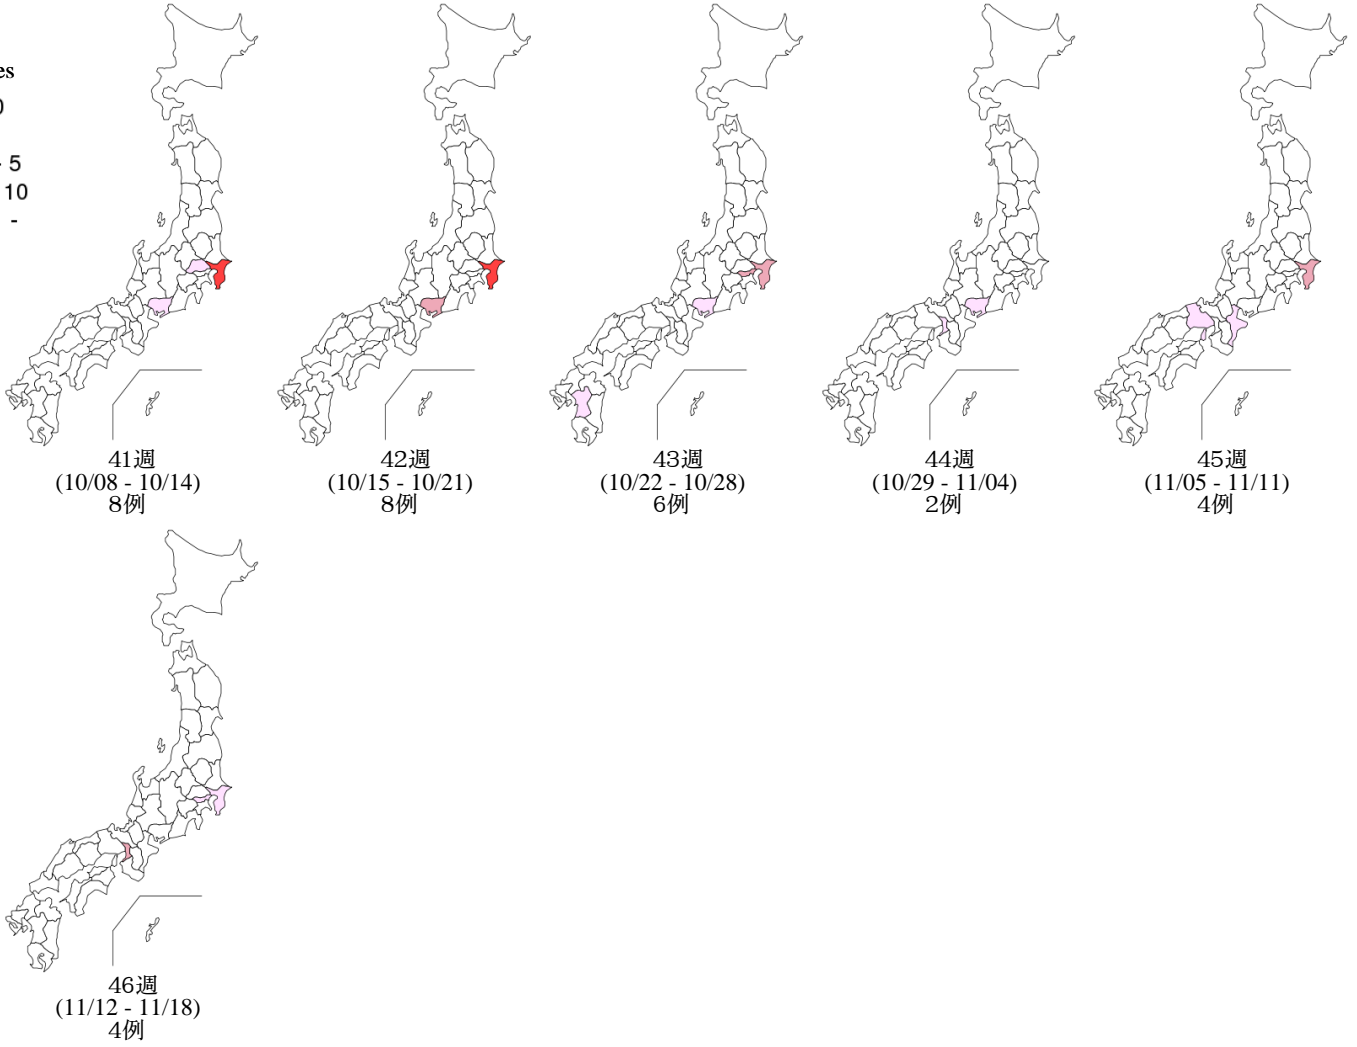 es
0
- 5
10
-
41週
(10/08 - 10/14)
8例
42週
(10/15 - 10/21)
8例
43週
(10/22 - 10/28)
6例
44週
(10/29 - 11/04)
2例
45週
(11/05 - 11/11)
4例
46週
(11/12 - 11/18)
4例